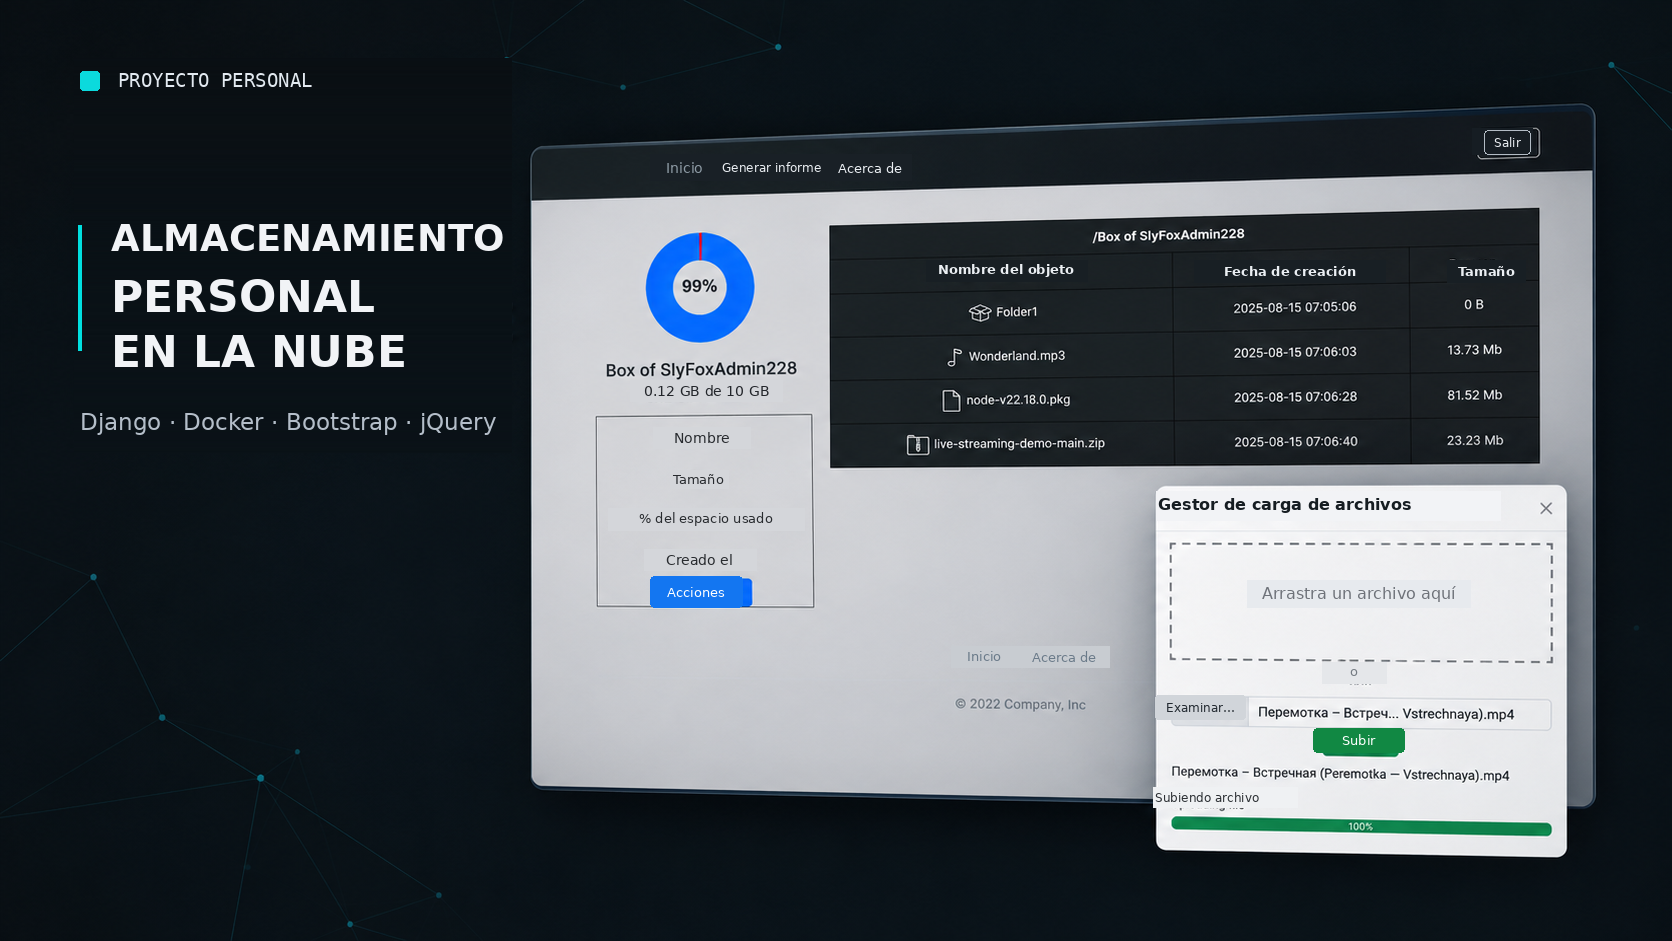 PROYECTO PERSONAL
ALMACENAMIENTO
PERSONAL
EN LA NUBE
Django · Docker · Bootstrap · jQuery
Inicio Generar informe Acerca de Salir
99%
Box of SlyFoxAdmin228
0.12 GB de 10 GB
Nombre
Tamaño
% del espacio usado
Creado el
Acciones
/Box of SlyFoxAdmin228
Nombre del objeto Fecha de creación Tamaño
Folder1 2025-08-15 07:05:06 0 B
Wonderland.mp3 2025-08-15 07:06:03 13.73 Mb
node-v22.18.0.pkg 2025-08-15 07:06:28 81.52 Mb
live-streaming-demo-main.zip 2025-08-15 07:06:40 23.23 Mb
Inicio Acerca de
© 2022 Company, Inc
Gestor de carga de archivos
Arrastra un archivo aquí
o
Examinar... Перемотка – Встреч... Vstrechnaya).mp4
Subir
Перемотка – Встречная (Peremotka — Vstrechnaya).mp4
Subiendo archivo
100%